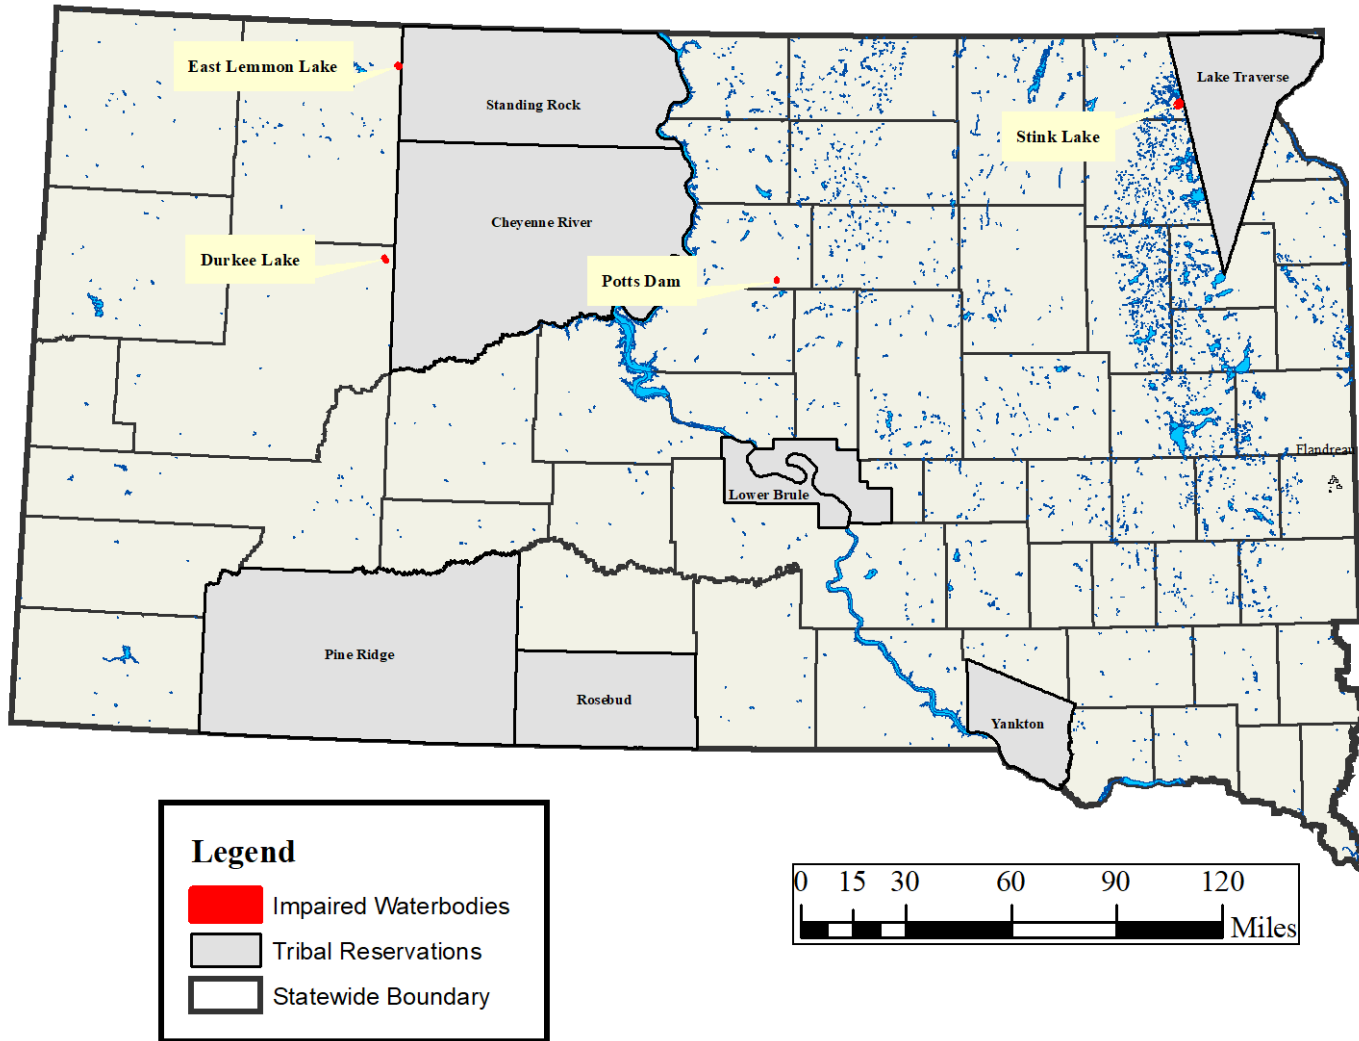 East Lemmon Lake
Standing Rock
Lake Traverse
Stink Lake
Cheyenne River
Durkee Lake
Potts Dam
Flandreau
Lower Brule
Pine Ridge
Rosebud
Yankton
Legend
Impaired Waterbodies
Tribal Reservations
Statewide Boundary
0 15 30 60 90 120
Miles